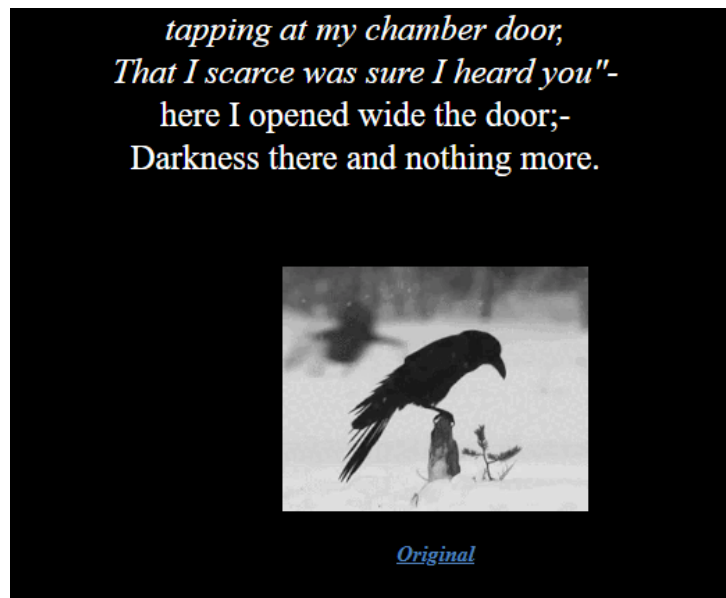 tapping at my chamber door,
That I scarce was sure I heard you"-
here I opened wide the door;-
Darkness there and nothing more.
Original